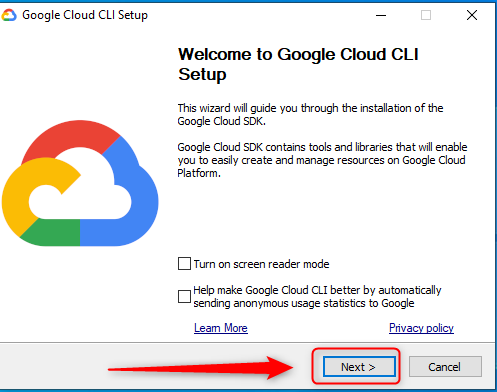 Google Cloud CLI Setup
Welcome to Google Cloud CLI
Setup
This wizard will guide you through the installation of the
Google Cloud SDK.
Google Cloud SDK contains tools and libraries that will enable
you to easily create and manage resources on Google Cloud
Platform.
Turn on screen reader mode
Help make Google Cloud CLI better by automatically
sending anonymous usage statistics to Google
Learn More Privacy policy
Next > Cancel